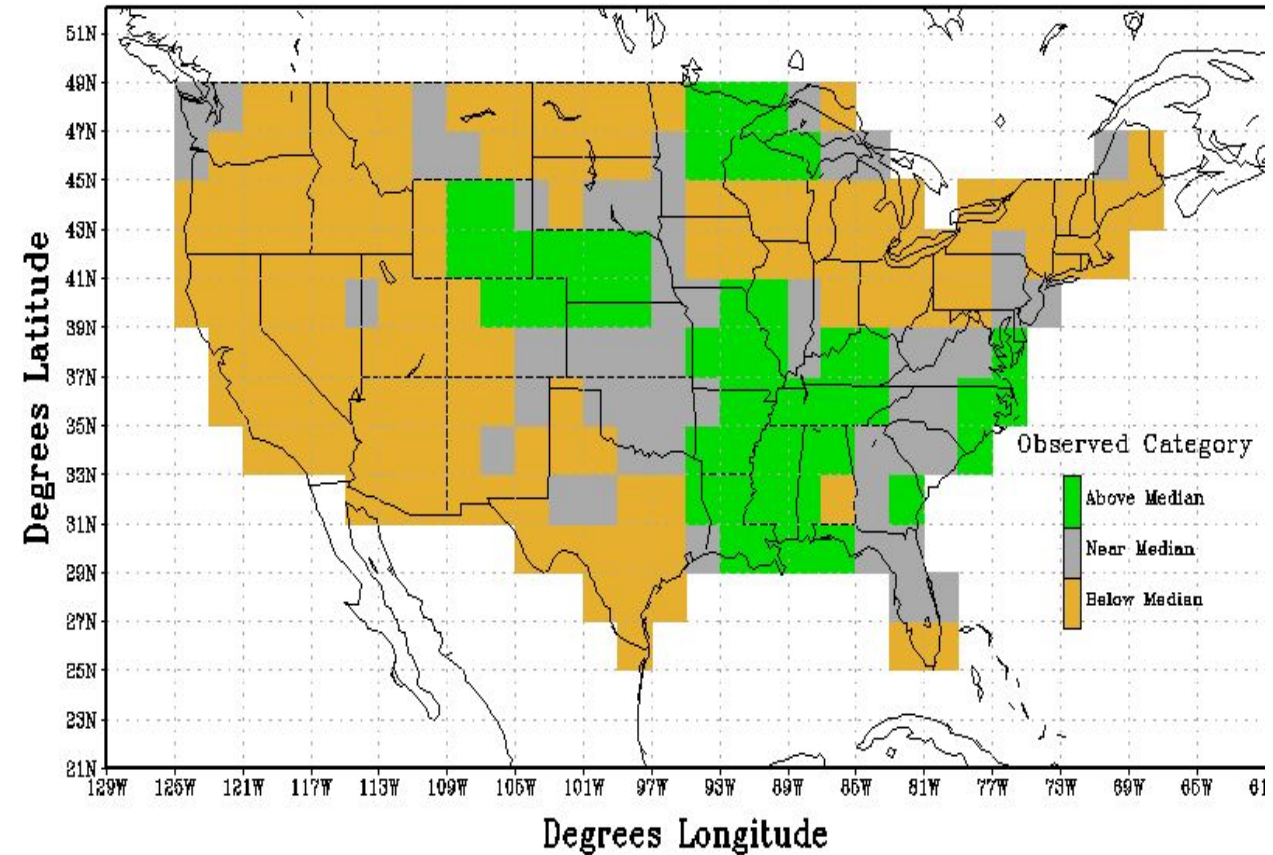 Degrees Latitude
51N
49N
47N
45N
43N
41N
39N
37N
35N
33N
31N
29N
27N
25N
23N
21N
129W 125W 121W 117W 113W 109W 105W 101W 97W 93W 89W 85W 81W 77W 73W 69W 65W
Degrees Longitude
Observed Category
Above Median
Near Median
Below Median